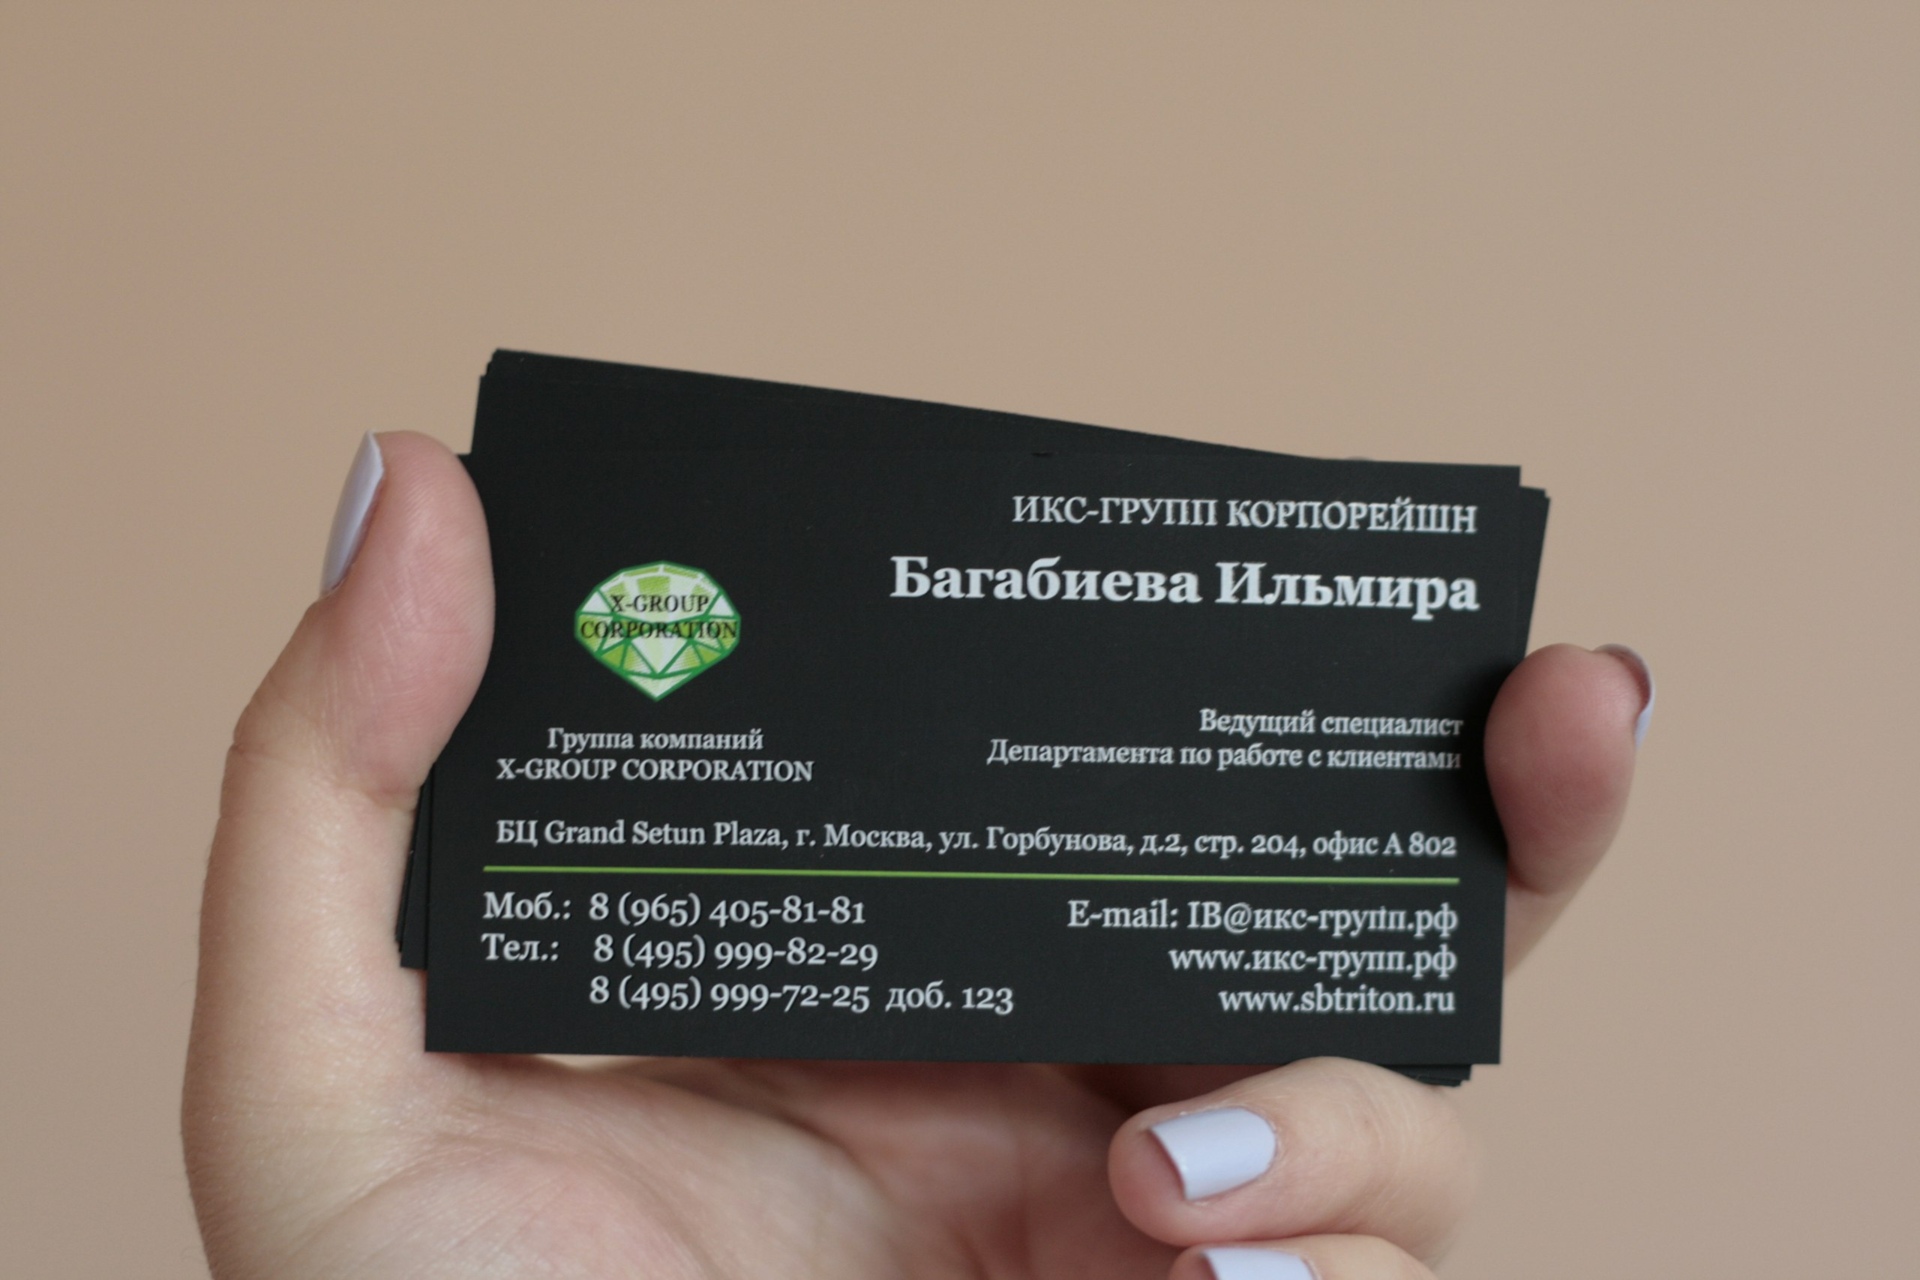 ИКС-ГРУПП КОРПОРЕЙШН
Багабиева Ильмира
X-GROUP
CORPORATION
Группа компаний
X-GROUP CORPORATION
Ведущий специалист
Департамента по работе с клиентами
БЦ Grand Setun Plaza, г. Москва, ул. Горбунова, д.2, стр. 204, офис А 802
Моб.: 8 (965) 405-81-81
Тел.: 8 (495) 999-82-29
8 (495) 999-72-25 доб. 123
E-mail: IB@икс-групп.рф
www.икс-групп.рф
www.sbtriton.ru